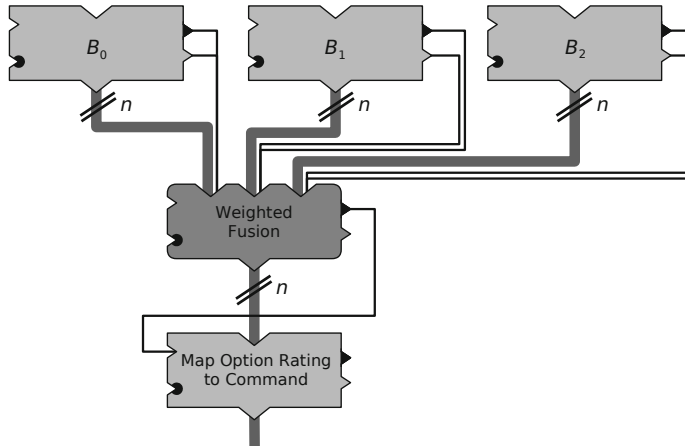 B₀
B₁
B₂
n
n
n
Weighted
Fusion
n
Map Option Rating
to Command